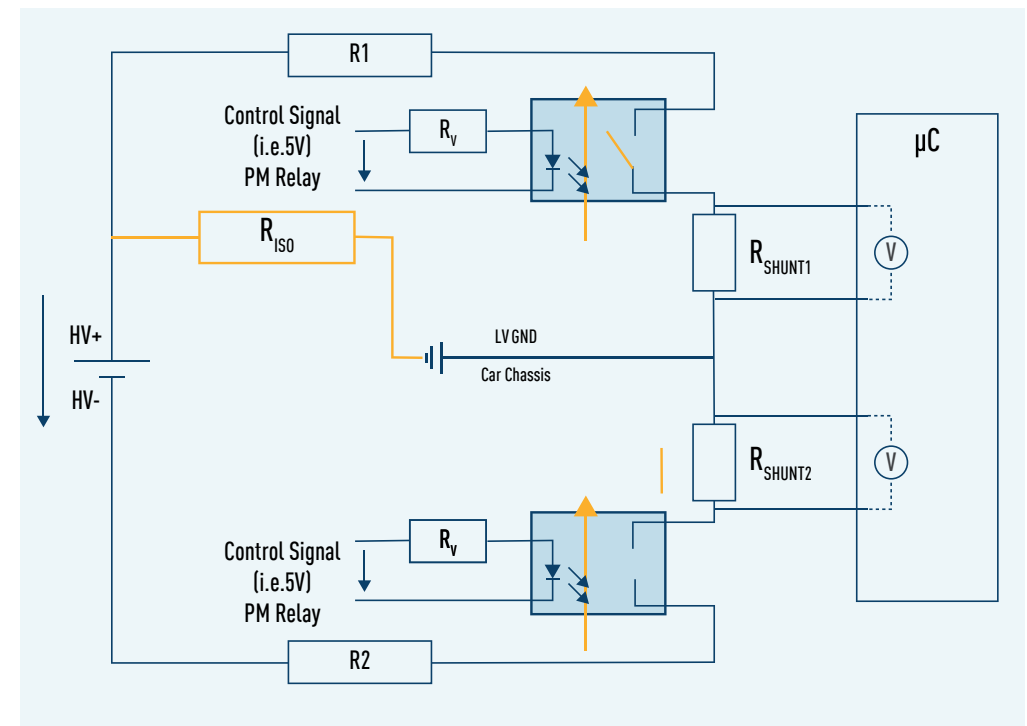 R1
Control Signal
(i.e.5V)
PM Relay
Rv
µC
RISO
RSHUNT1
V
HV+
HV-
LV GND
Car Chassis
RSHUNT2
V
Control Signal
(i.e.5V)
PM Relay
Rv
R2